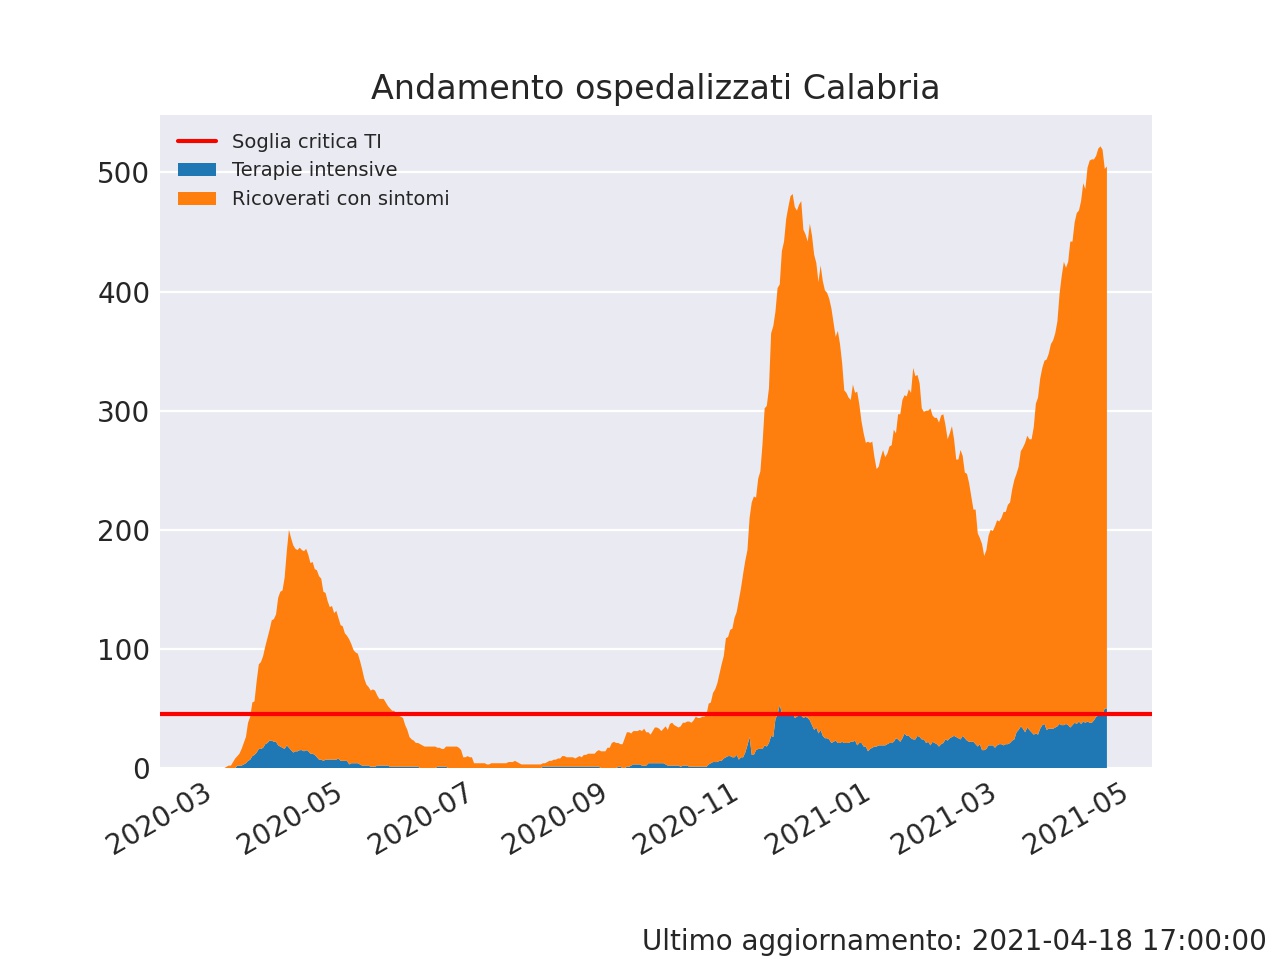 Andamento ospedalizzati Calabria
Soglia critica TI
Terapie intensive
Ricoverati con sintomi
500
400
300
200
100
0
2020-03
2020-05
2020-07
2020-09
2020-11
2021-01
2021-03
2021-05
Ultimo aggiornamento: 2021-04-18 17:00:00